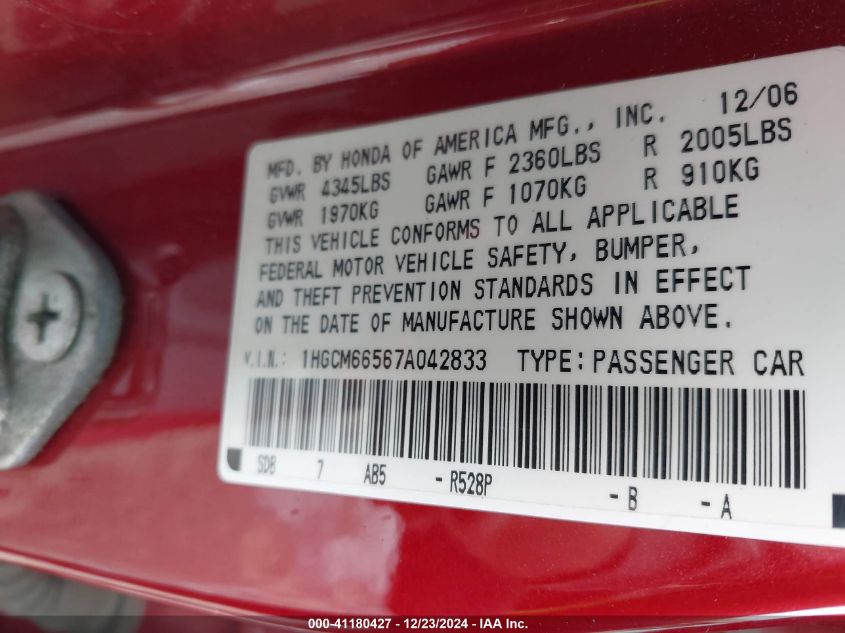 12/06
MFD. BY HONDA OF AMERICA MFG., INC.
GVWR 4345LBS GAWR F 2360LBS R 2005LBS
GVWR 1970KG GAWR F 1070KG R 910KG
THIS VEHICLE CONFORMS TO ALL APPLICABLE
FEDERAL MOTOR VEHICLE SAFETY, BUMPER,
AND THEFT PREVENTION STANDARDS IN EFFECT
ON THE DATE OF MANUFACTURE SHOWN ABOVE.
V.I.N.: 1HGCM66567A042833 TYPE: PASSENGER CAR
SDB 7 AB5 - R528P - B - A
000-41180427 - 12/23/2024 - IAA Inc.